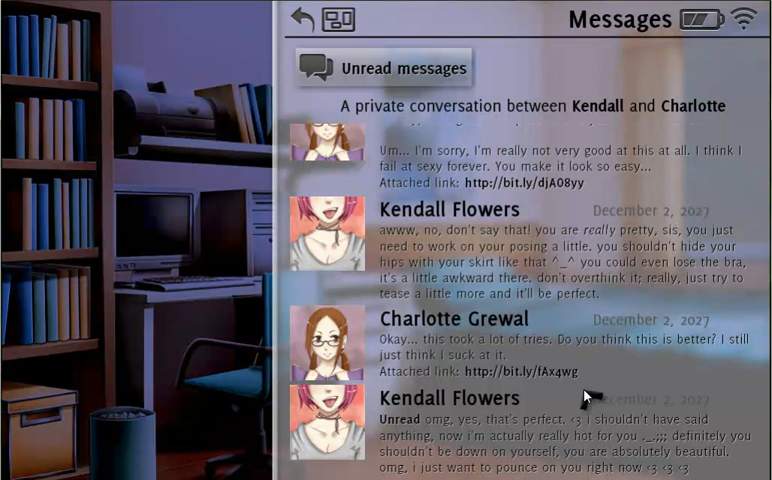 Messages
Unread messages
A private conversation between Kendall and Charlotte
Um... I'm sorry, I'm really not very good at this at all. I think I
fail at sexy forever. You make it look so easy...
Attached link: http://bit.ly/djA08yy
Kendall Flowers December 2, 2027
awww, no, don't say that! you are really pretty, sis, you just
need to work on your posing a little. you shouldn't hide your
hips with your skirt like that ^_^ you could even lose the bra,
it's a little awkward there. don't overthink it; really, just try to
tease a little more and it'll be perfect.
Charlotte Grewal December 2, 2027
Okay... this took a lot of tries. Do you think this is better? I still
just think I suck at it.
Attached link: http://bit.ly/fAx4wg
Kendall Flowers December 2, 2027
Unread omg, yes, that's perfect. <3 i shouldn't have said
anything, now i'm actually really hot for you ._.;;; definitely you
shouldn't be down on yourself, you are absolutely beautiful.
omg, i just want to pounce on you right now <3 <3 <3